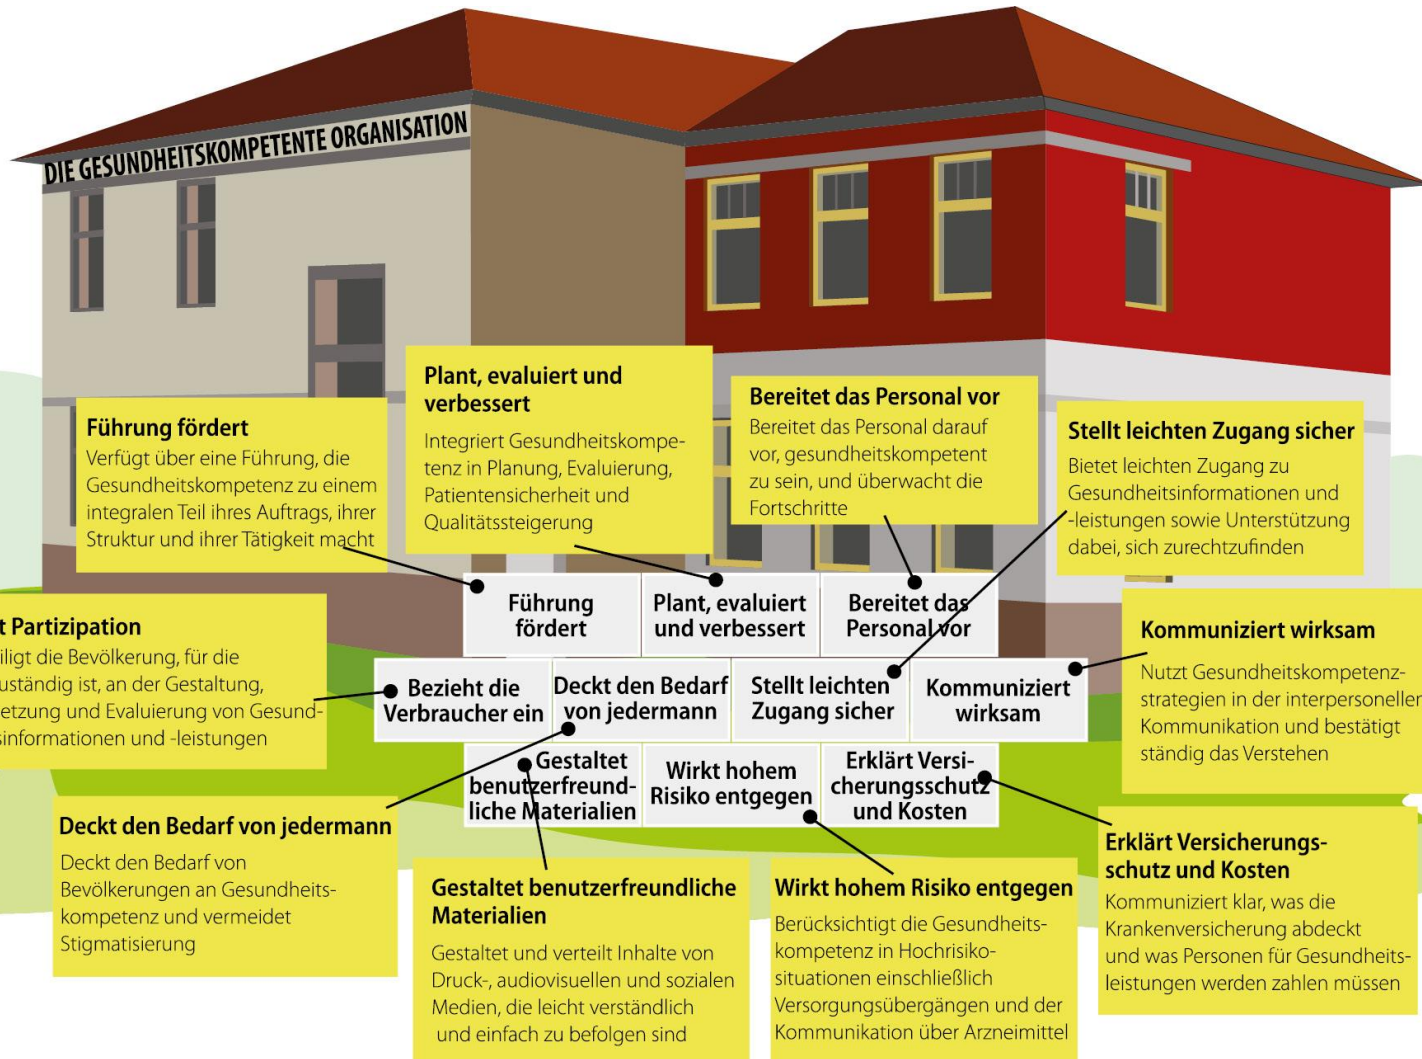 DIE GESUNDHEITSKOMPETENTE ORGANISATION
Führung fördert
Verfügt über eine Führung, die
Gesundheitskompetenz zu einem
integralen Teil ihres Auftrags, ihrer
Struktur und ihrer Tätigkeit macht
Plant, evaluiert und
verbessert
Integriert Gesundheitskompe-
tenz in Planung, Evaluierung,
Patientensicherheit und
Qualitätssteigerung
Bereitet das Personal vor
Bereitet das Personal darauf
vor, gesundheitskompetent
zu sein, und überwacht die
Fortschritte
Stellt leichten Zugang sicher
Bietet leichten Zugang zu
Gesundheitsinformationen und
-leistungen sowie Unterstützung
dabei, sich zurechtzufinden
Führung
fördert
Plant, evaluiert
und verbessert
Bereitet das
Personal vor
Bezieht die
Verbraucher ein
Deckt den Bedarf
von jedermann
Stellt leichten
Zugang sicher
Kommuniziert
wirksam
Gestaltet
benutzerfreund-
liche Materialien
Wirkt hohem
Risiko entgegen
Erklärt Versi-
cherungsschutz
und Kosten
t Partizipation
iligt die Bevölkerung, für die
uständig ist, an der Gestaltung,
etzung und Evaluierung von Gesund-
sinformationen und -leistungen
Kommuniziert wirksam
Nutzt Gesundheitskompetenz-
strategien in der interpersoneller
Kommunikation und bestätigt
ständig das Verstehen
Deckt den Bedarf von jedermann
Deckt den Bedarf von
Bevölkerungen an Gesundheits-
kompetenz und vermeidet
Stigmatisierung
Gestaltet benutzerfreundliche
Materialien
Gestaltet und verteilt Inhalte von
Druck-, audiovisuellen und sozialen
Medien, die leicht verständlich
und einfach zu befolgen sind
Wirkt hohem Risiko entgegen
Berücksichtigt die Gesundheits-
kompetenz in Hochrisiko-
situationen einschließlich
Versorgungsübergängen und der
Kommunikation über Arzneimittel
Erklärt Versicherungs-
schutz und Kosten
Kommuniziert klar, was die
Krankenversicherung abdeckt
und was Personen für Gesundheits-
leistungen werden zahlen müssen